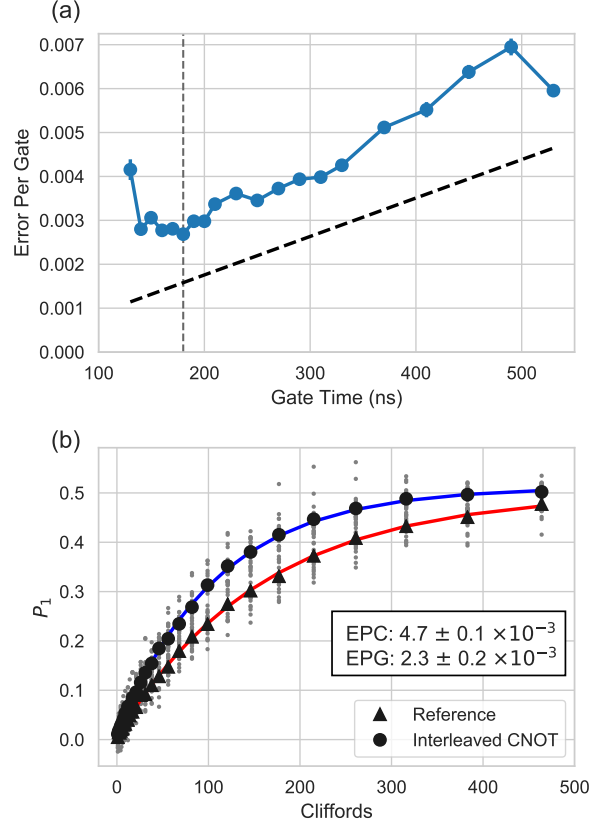 (a)
0.007
0.006
0.005
0.004
0.003
0.002
0.001
0.000
Error Per Gate
100 200 300 400 500
Gate Time (ns)
(b)
0.5
0.4
0.3
0.2
0.1
0.0
P₁
EPC: 4.7 ± 0.1 ×10⁻³
EPG: 2.3 ± 0.2 ×10⁻³
Reference
Interleaved CNOT
0 100 200 300 400 500
Cliffords